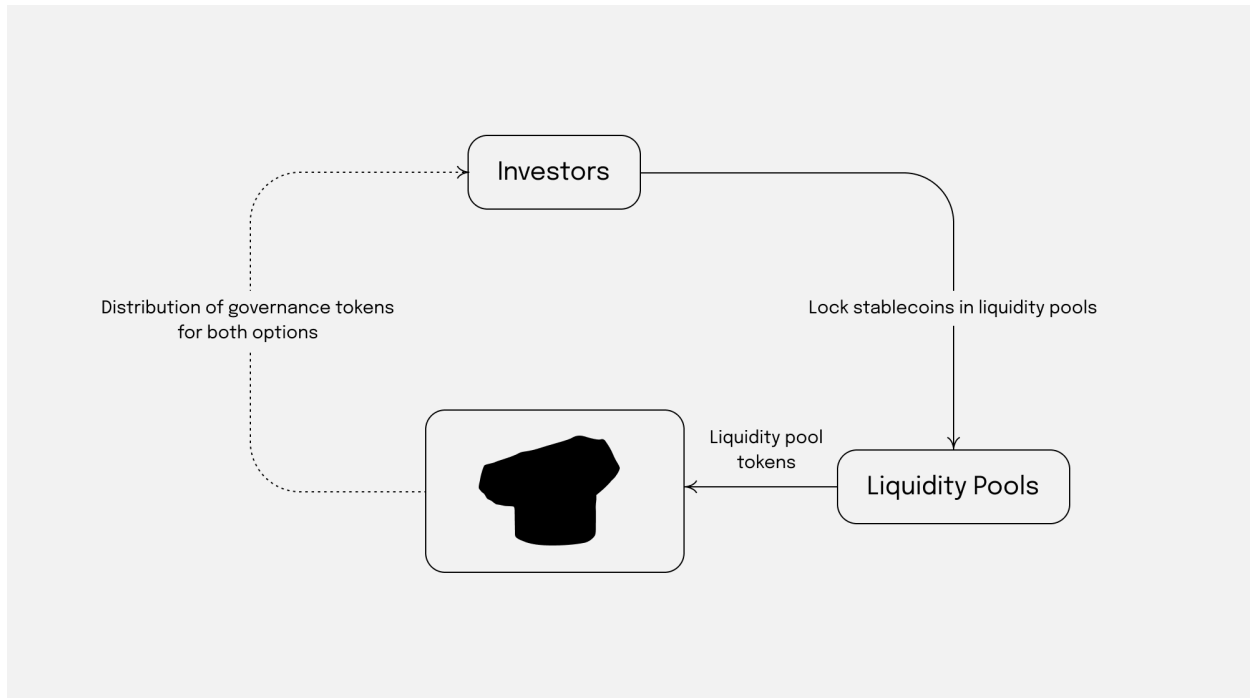 Investors
Distribution of governance tokens
for both options
Lock stablecoins in liquidity pools
Liquidity pool
tokens
Liquidity Pools